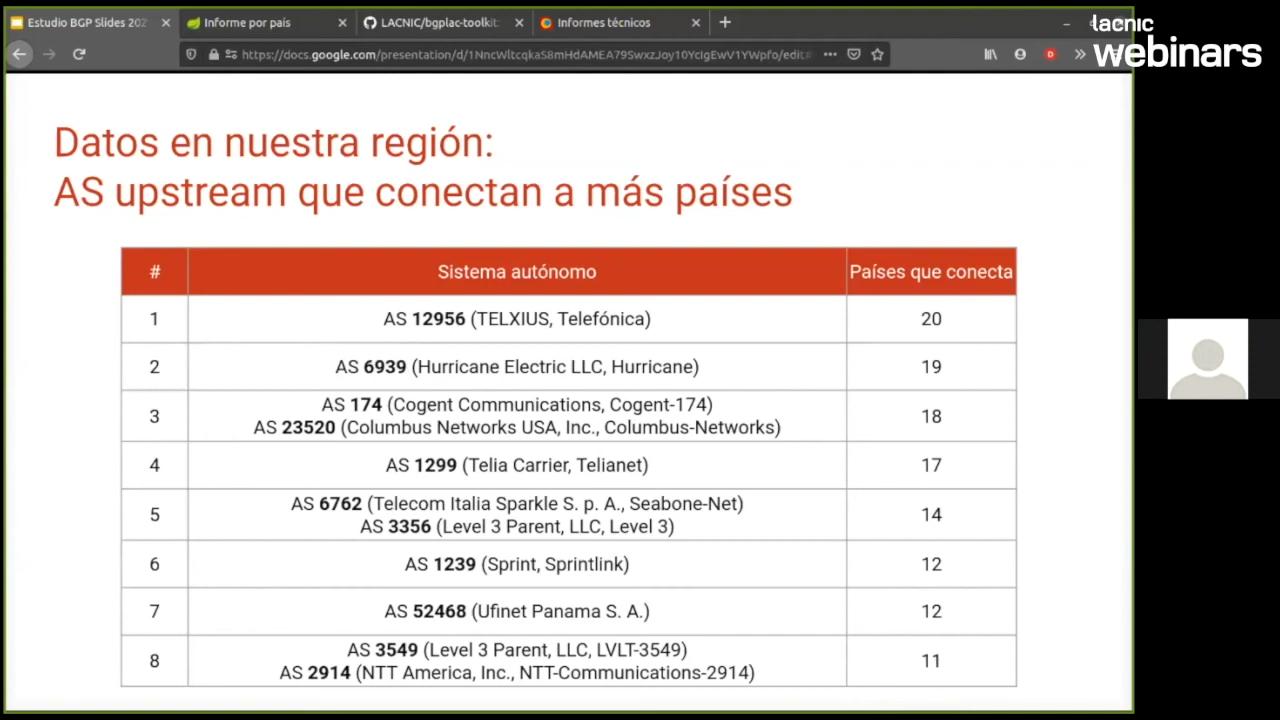 Estudio BGP Slides 202
Informe por país
LACNIC/bgplac-toolkit:
Informes técnicos
lacnic
webinars
Datos en nuestra región:
AS upstream que conectan a más países
# Sistema autónomo Países que conecta
1 AS 12956 (TELXIUS, Telefónica) 20
2 AS 6939 (Hurricane Electric LLC, Hurricane) 19
AS 174 (Cogent Communications, Cogent-174)
3 18
AS 23520 (Columbus Networks USA, Inc., Columbus-Networks)
4 AS 1299 (Telia Carrier, Telianet) 17
AS 6762 (Telecom Italia Sparkle S. p. A., Seabone-Net)
5 14
AS 3356 (Level 3 Parent, LLC, Level 3)
6 AS 1239 (Sprint, Sprintlink) 12
7 AS 52468 (Ufinet Panama S. A.) 12
AS 3549 (Level 3 Parent, LLC, LVLT-3549)
8 11
AS 2914 (NTT America, Inc., NTT-Communications-2914)